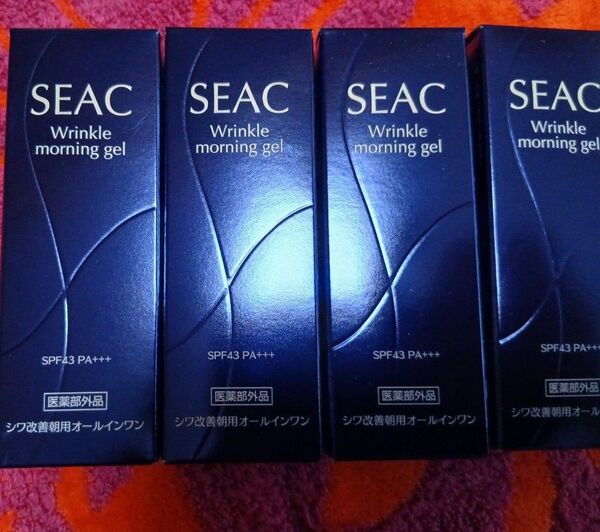 SEAC
Wrinkle
morning gel
SPF43 PA+++
医薬部外品
シワ改善朝用オールインワン
SEAC
Wrinkle
morning gel
SPF43 PA+++
医薬部外品
シワ改善朝用オールインワン
SEAC
Wrinkle
morning gel
SPF43 PA+++
医薬部外品
シワ改善朝用オールインワン
SEAC
Wrinkle
morning gel
SPF43 PA++
医薬部外品
シワ改善朝用オールイ